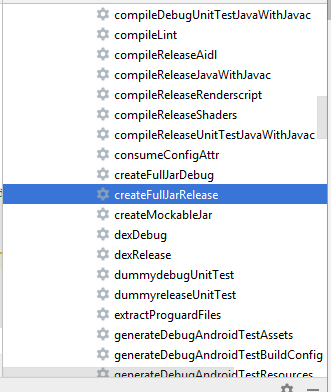 compileDebugUnitTestJavaWithJavac
compileLint
compileReleaseAidl
compileReleaseJavaWithJavac
compileReleaseRenderscript
compileReleaseShaders
compileReleaseUnitTestJavaWithJavac
consumeConfigAttr
createFullJarDebug
createFullJarRelease
createMockableJar
dexDebug
dexRelease
dummydebugUnitTest
dummyreleaseUnitTest
extractProguardFiles
generateDebugAndroidTestAssets
generateDebugAndroidTestBuildConfig
generateDebugAndroidTestResources